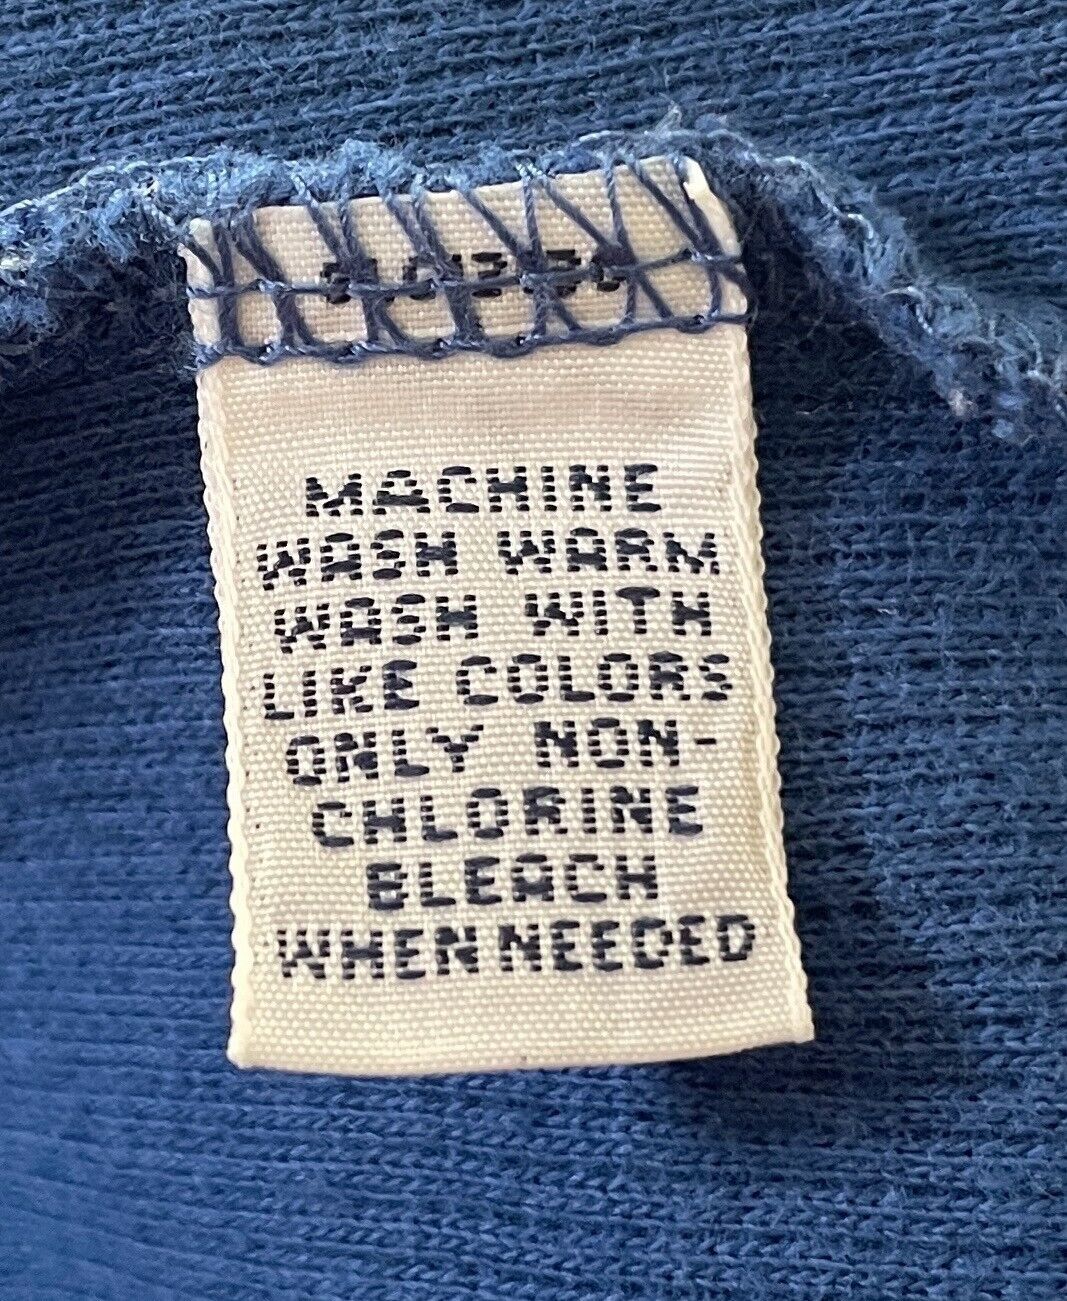 MACHINE
WASH WARM
WASH WITH
LIKE COLORS
ONLY NON-
CHLORINE
BLEACH
WHEN NEEDED